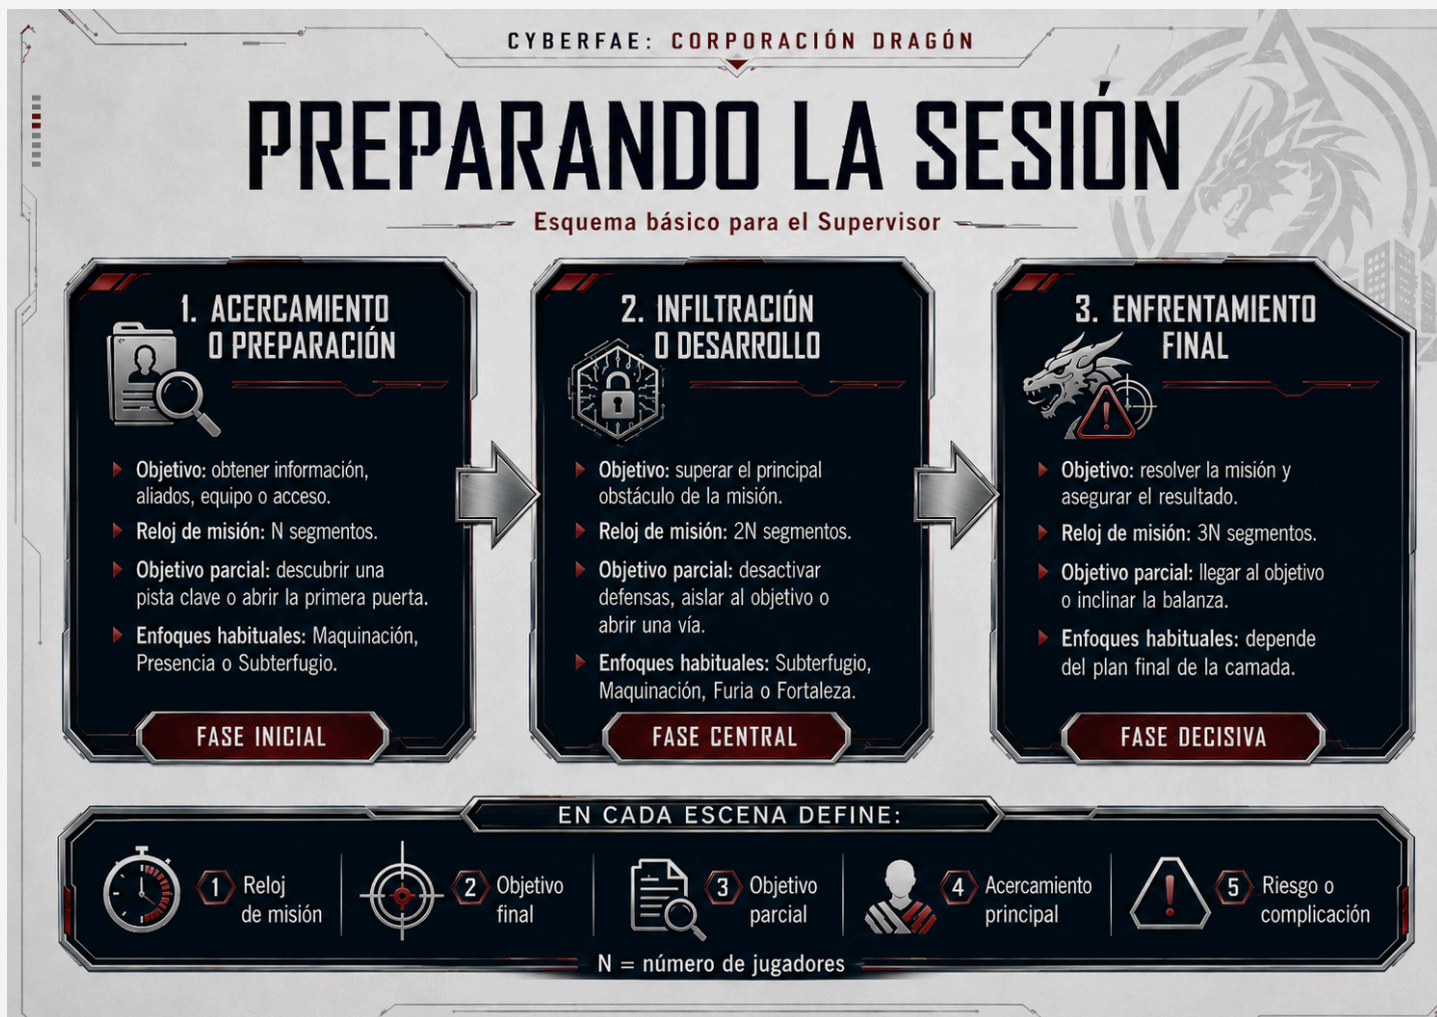 CYBERFAE: CORPORACIÓN DRAGÓN
PREPARANDO LA SESIÓN
Esquema básico para el Supervisor
1. ACERCAMIENTO
O PREPARACIÓN
Objetivo: obtener información,
aliados, equipo o acceso.
Reloj de misión: N segmentos.
Objetivo parcial: descubrir una
pista clave o abrir la primera puerta.
Enfoques habituales: Maquinación,
Presencia o Subterfugio.
FASE INICIAL
2. INFILTRACIÓN
O DESARROLLO
Objetivo: superar el principal
obstáculo de la misión.
Reloj de misión: 2N segmentos.
Objetivo parcial: desactivar
defensas, aislar al objetivo o
abrir una vía.
Enfoques habituales: Subterfugio,
Maquinación, Furia o Fortaleza.
FASE CENTRAL
3. ENFRENTAMIENTO
FINAL
Objetivo: resolver la misión y
asegurar el resultado.
Reloj de misión: 3N segmentos.
Objetivo parcial: llegar al objetivo
o inclinar la balanza.
Enfoques habituales: depende
del plan final de la camada.
FASE DECISIVA
EN CADA ESCENA DEFINE:
1 Reloj
de misión
2 Objetivo
final
3 Objetivo
parcial
4 Acercamiento
principal
5 Riesgo o
complicación
N = número de jugadores